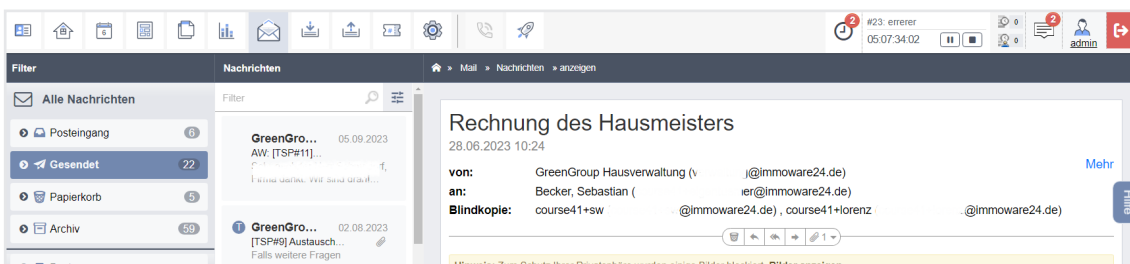 6
2
#23: errerer
05:07:34:02
0
0
2
admin
Filter
Nachrichten
» Mail » Nachrichten » anzeigen
Alle Nachrichten
Posteingang 6
Gesendet 22
Papierkorb 5
Archiv 59
Filter
GreenGro... 05.09.2023
AW: [TSP#11]...
GreenGro... 02.08.2023
[TSP#9] Austausch...
Falls weitere Fragen
Rechnung des Hausmeisters
28.06.2023 10:24
Mehr
von: GreenGroup Hausverwaltung (v @immoware24.de)
an: Becker, Sebastian ( er@immoware24.de)
Blindkopie: course41+sw @immoware24.de) , course41+lorenz @immoware24.de)
1
Hilfe